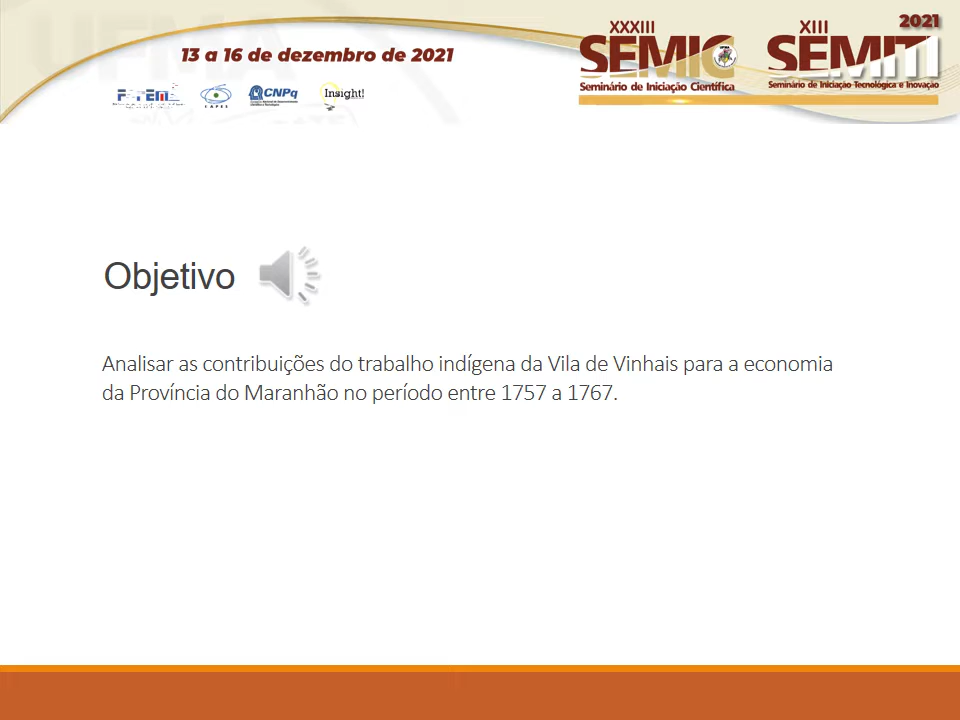 13 a 16 de dezembro de 2021
CNPq
Insight!
XXXIII
SEMIC
Seminário de Iniciação Científica
2021
XIII
SEMITI
Seminário de Iniciação Tecnológica e Inovação
Objetivo
Analisar as contribuições do trabalho indígena da Vila de Vinhais para a economia
da Província do Maranhão no período entre 1757 a 1767.